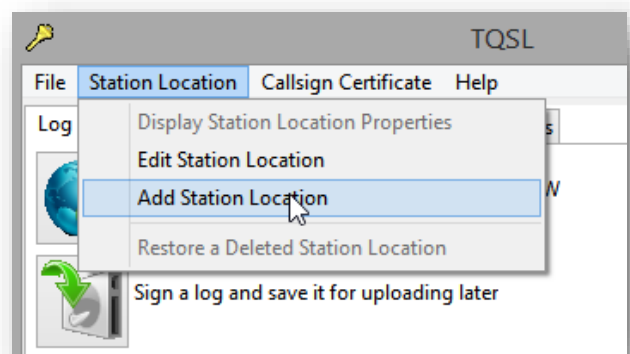 TQSL
File Station Location Callsign Certificate Help
Log
Display Station Location Properties
Edit Station Location
Add Station Location
Restore a Deleted Station Location
Sign a log and save it for uploading later